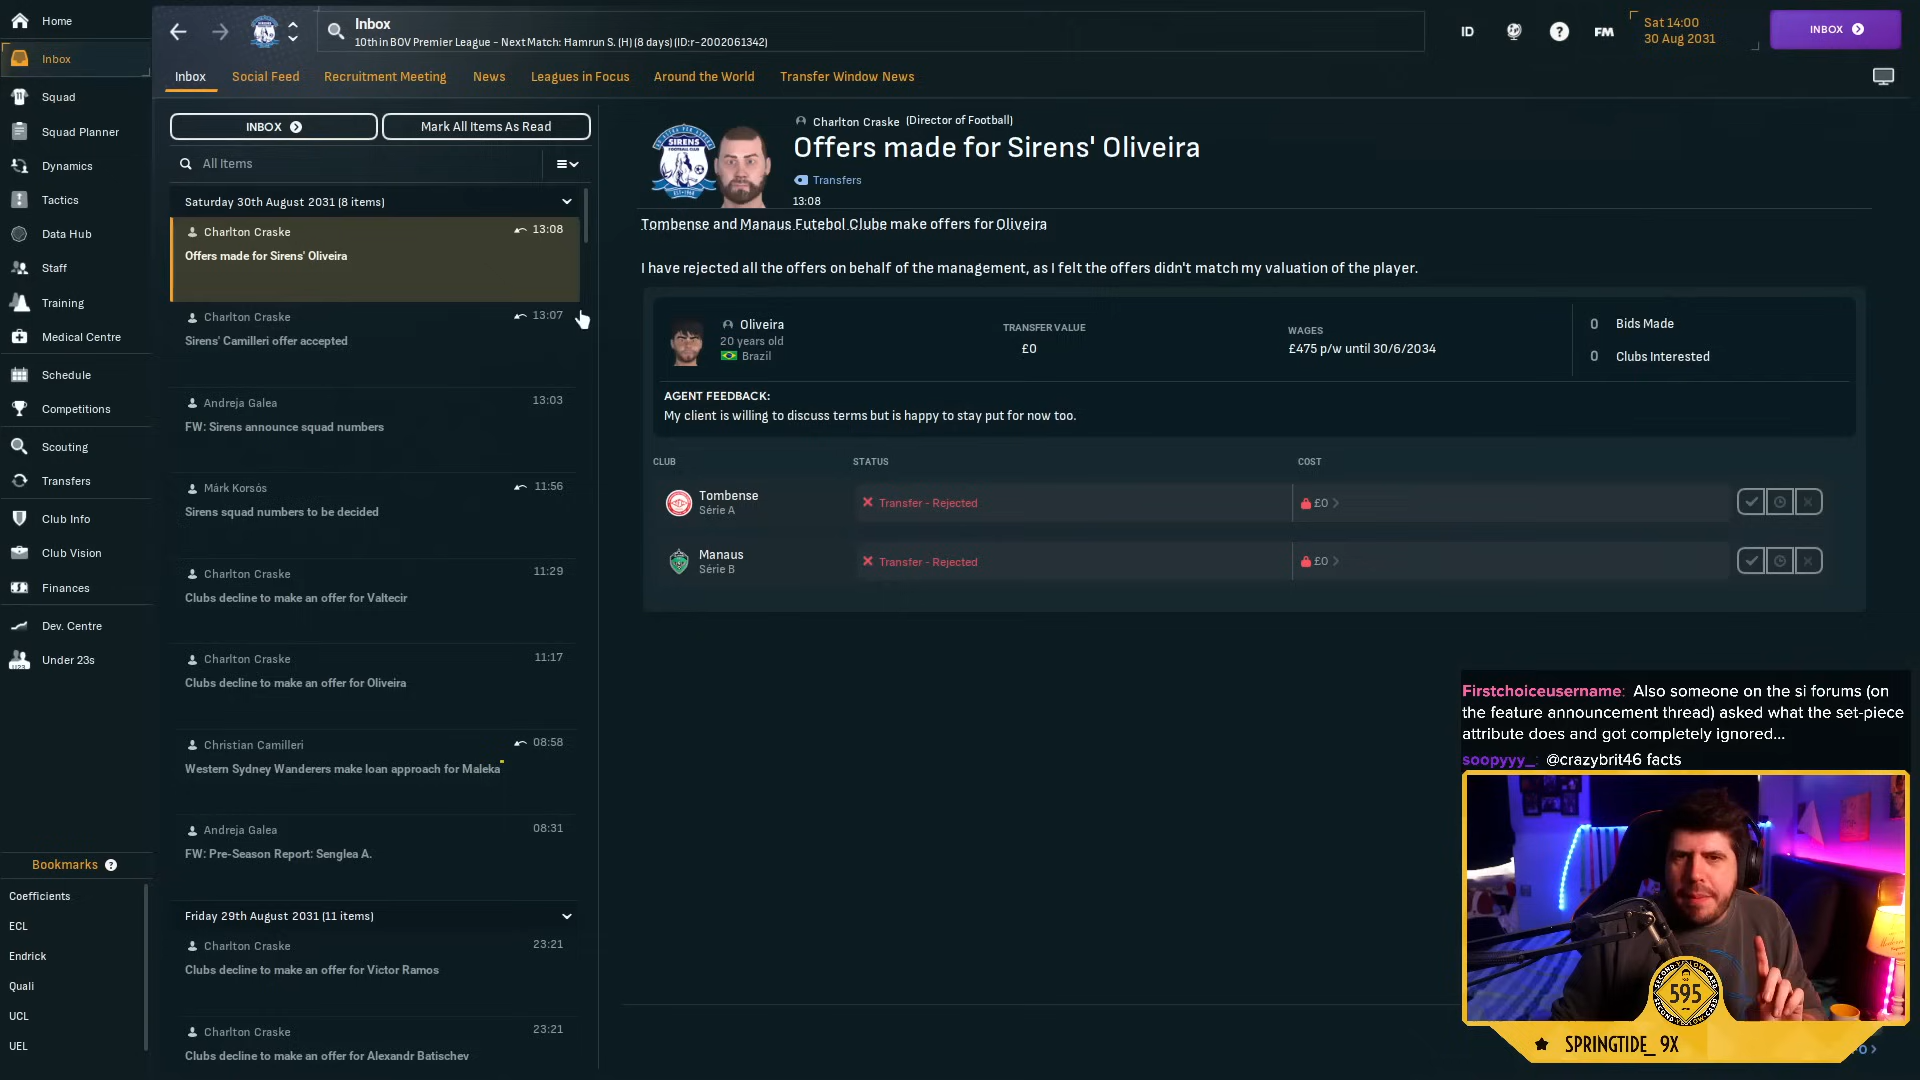 Home
Inbox
Squad
Squad Planner
Dynamics
Tactics
Data Hub
Staff
Training
Medical Centre
Schedule
Competitions
Scouting
Transfers
Club Info
Club Vision
Finances
Dev. Centre
Under 23s
Bookmarks ?
Coefficients
ECL
Endrick
Quali
UCL
UEL
Inbox
10th in BOV Premier League - Next Match: Ħamrun S. (H) (8 days) (ID:r-2002061342)
ID
?
FM
Sat 14:00
30 Aug 2031
INBOX
Inbox
Social Feed
Recruitment Meeting
News
Leagues in Focus
Around the World
Transfer Window News
INBOX
Mark All Items As Read
All Items
Saturday 30th August 2031 (8 items)
Charlton Craske 13:08
Offers made for Sirens' Oliveira
Charlton Craske 13:07
Sirens' Camilleri offer accepted
Andreja Galea 13:03
FW: Sirens announce squad numbers
Márk Korsós 11:56
Sirens squad numbers to be decided
Charlton Craske 11:29
Clubs decline to make an offer for Valtecir
Charlton Craske 11:17
Clubs decline to make an offer for Oliveira
Christian Camilleri 08:58
Western Sydney Wanderers make loan approach for Maleka
Andreja Galea 08:31
FW: Pre-Season Report: Senglea A.
Friday 29th August 2031 (11 items)
Charlton Craske 23:21
Clubs decline to make an offer for Victor Ramos
Charlton Craske 23:21
Clubs decline to make an offer for Alexandr Batischev
SIRENS
Charlton Craske (Director of Football)
Offers made for Sirens' Oliveira
Transfers
13:08
Tombense and Manaus Futebol Clube make offers for Oliveira
I have rejected all the offers on behalf of the management, as I felt the offers didn't match my valuation of the player.
Oliveira
20 years old
Brazil
TRANSFER VALUE
£0
WAGES
£475 p/w until 30/6/2034
0 Bids Made
0 Clubs Interested
AGENT FEEDBACK:
My client is willing to discuss terms but is happy to stay put for now too.
CLUB STATUS COST
Tombense
Série A
Transfer - Rejected
£0
Manaus
Série B
Transfer - Rejected
£0
Firstchoiceusername: Also someone on the si forums (on
the feature announcement thread) asked what the set-piece
attribute does and got completely ignored...
soopyyy_: @crazybrit46 facts
SECOND YELLOW CARD
595
SPRINGTIDE_ 9X